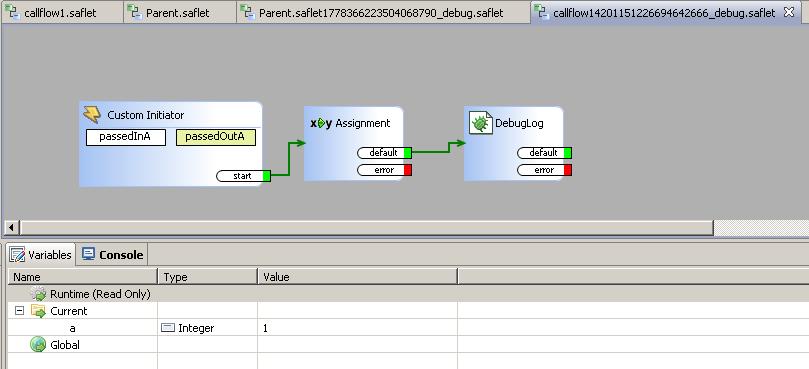 callflow1.saflet Parent.saflet Parent.saflet1778366223504068790_debug.saflet callflow14201151226694642666_debug.saflet
Custom Initiator
passedInA passedOutA
start
x y Assignment
default
error
DebugLog
default
error
Variables Console
Name Type Value
Runtime (Read Only)
Current
a Integer 1
Global